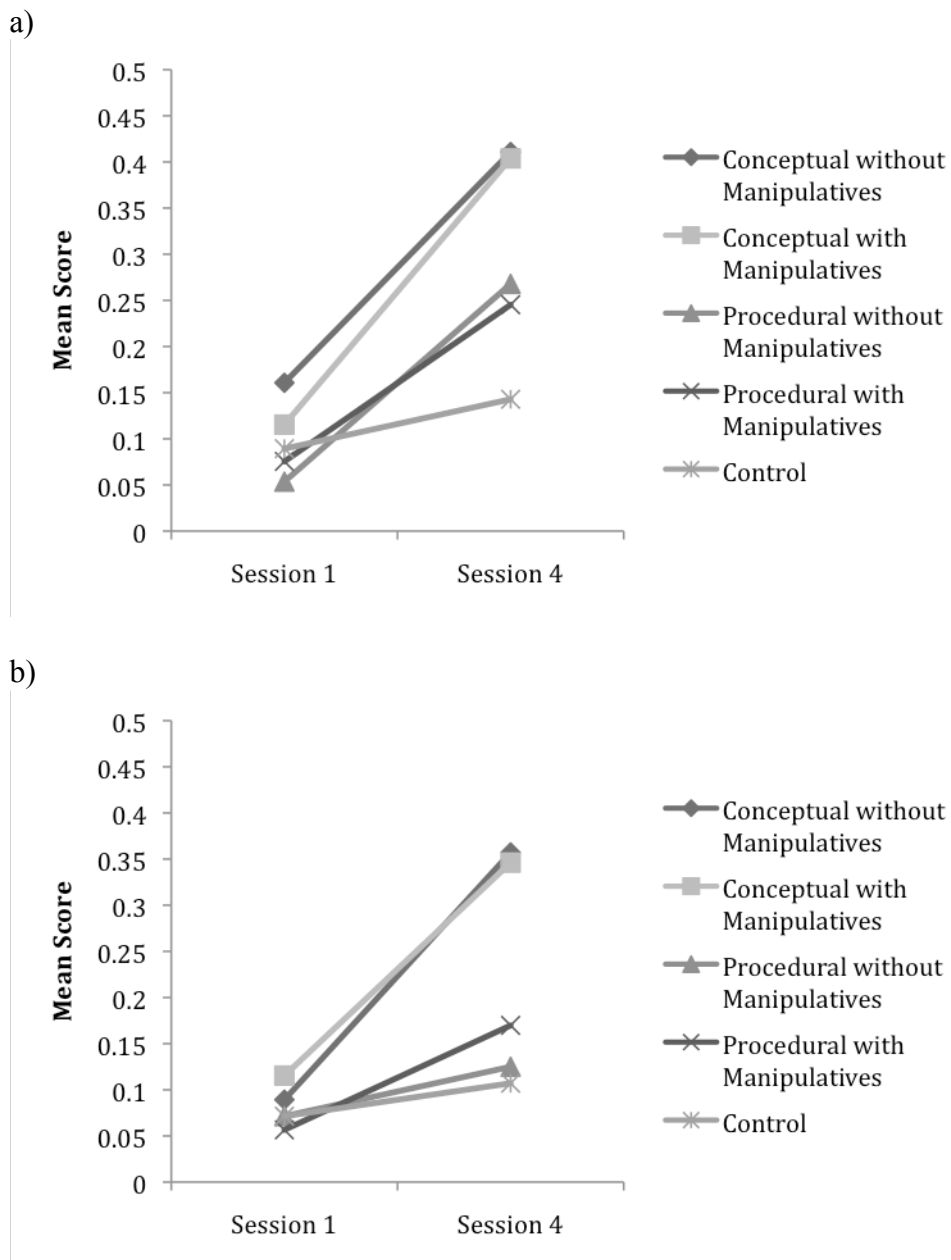 a)
0.5
0.45
0.4
0.35
0.3
0.25
0.2
0.15
0.1
0.05
0
Mean Score
Session 1
Session 4
Conceptual without
Manipulatives
Conceptual with
Manipulatives
Procedural without
Manipulatives
Procedural with
Manipulatives
Control
b)
0.5
0.45
0.4
0.35
0.3
0.25
0.2
0.15
0.1
0.05
0
Mean Score
Session 1
Session 4
Conceptual without
Manipulatives
Conceptual with
Manipulatives
Procedural without
Manipulatives
Procedural with
Manipulatives
Control